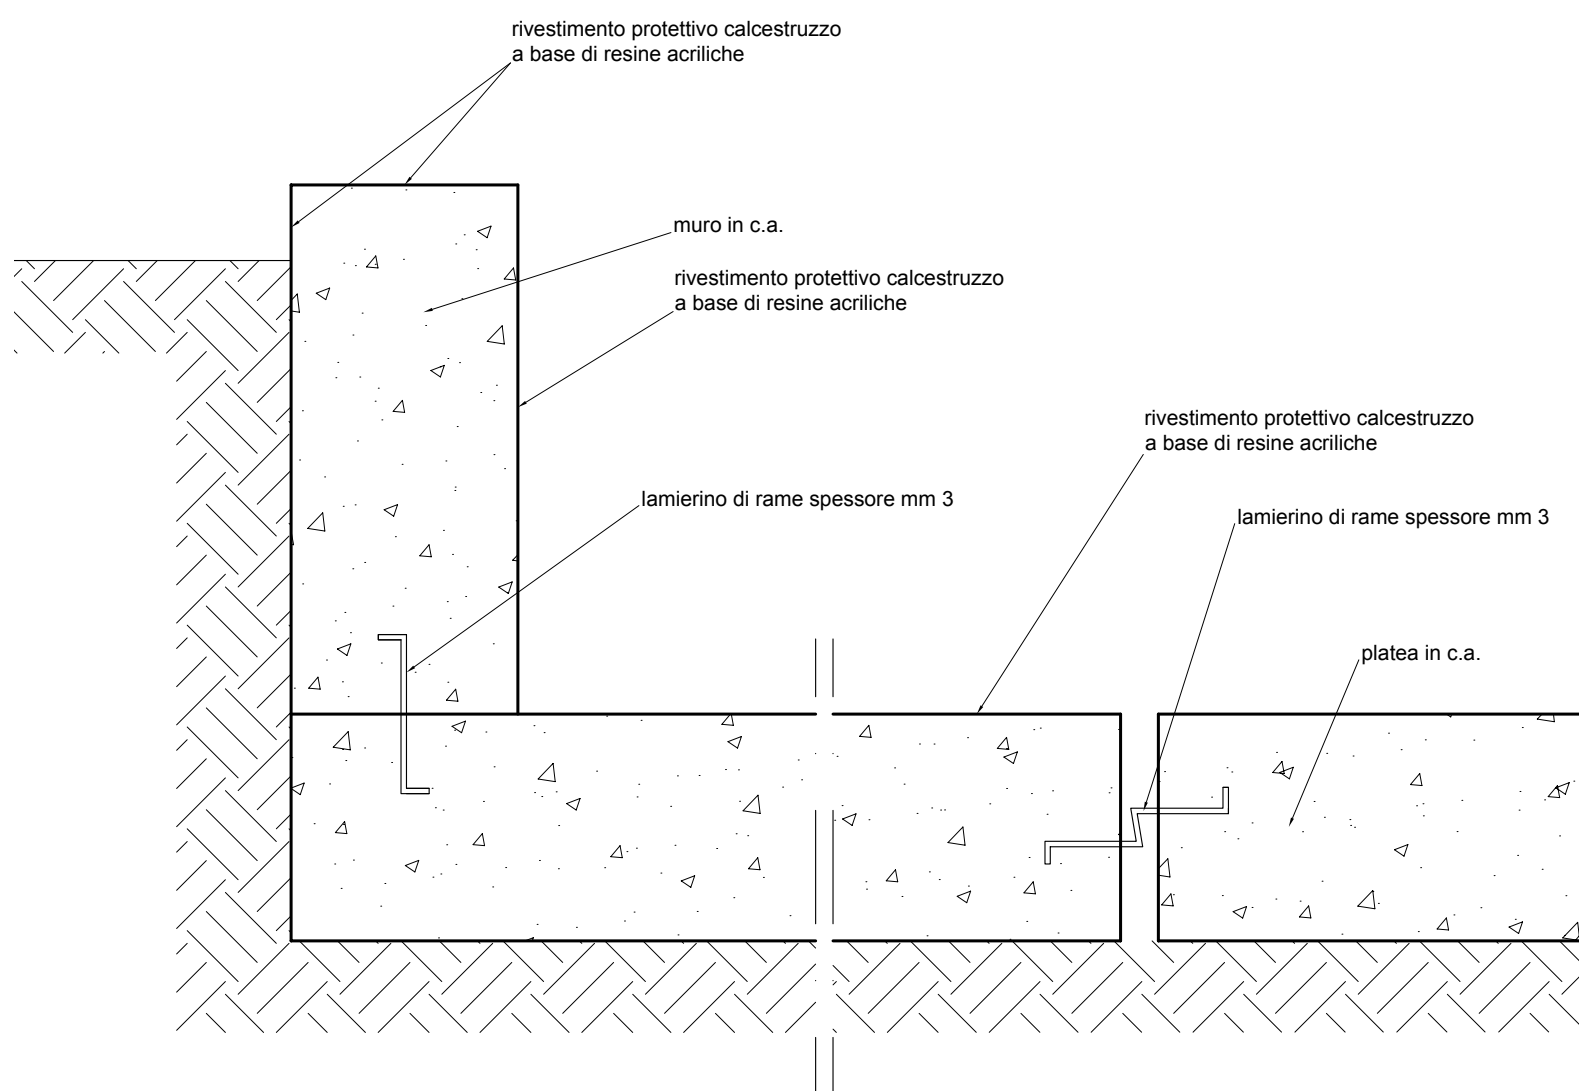 rivestimento protettivo calcestruzzo
a base di resine acriliche
muro in c.a.
rivestimento protettivo calcestruzzo
a base di resine acriliche
rivestimento protettivo calcestruzzo
a base di resine acriliche
lamierino di rame spessore mm 3
lamierino di rame spessore mm 3
platea in c.a.